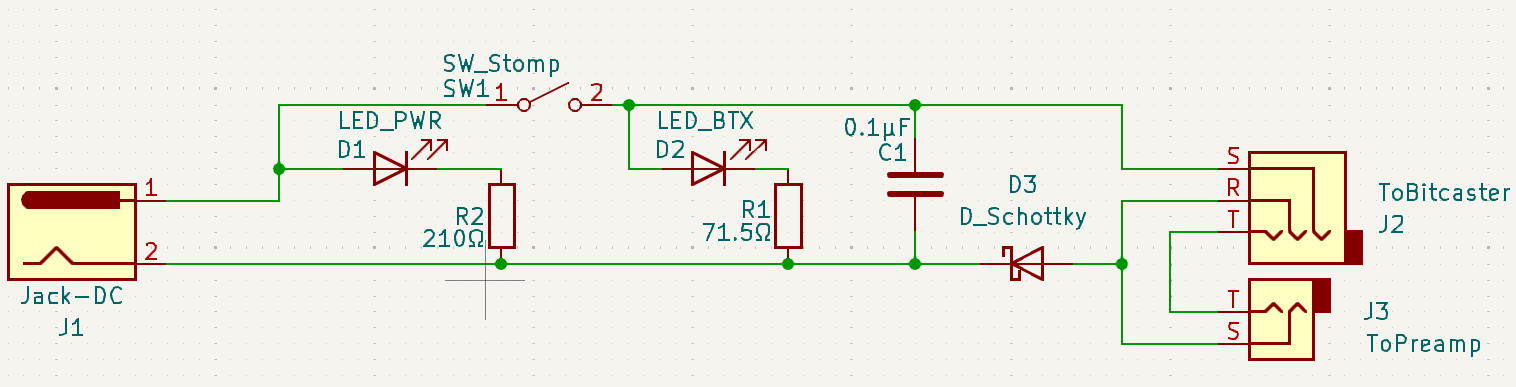 SW_Stomp
SW1 1 2
LED_PWR
D1
LED_BTX
D2
0.1µF
C1
1
2
Jack-DC
J1
R2
210Ω
R1
71.5Ω
D3
D_Schottky
S
R
T
ToBitcaster
J2
T
S
J3
ToPreamp